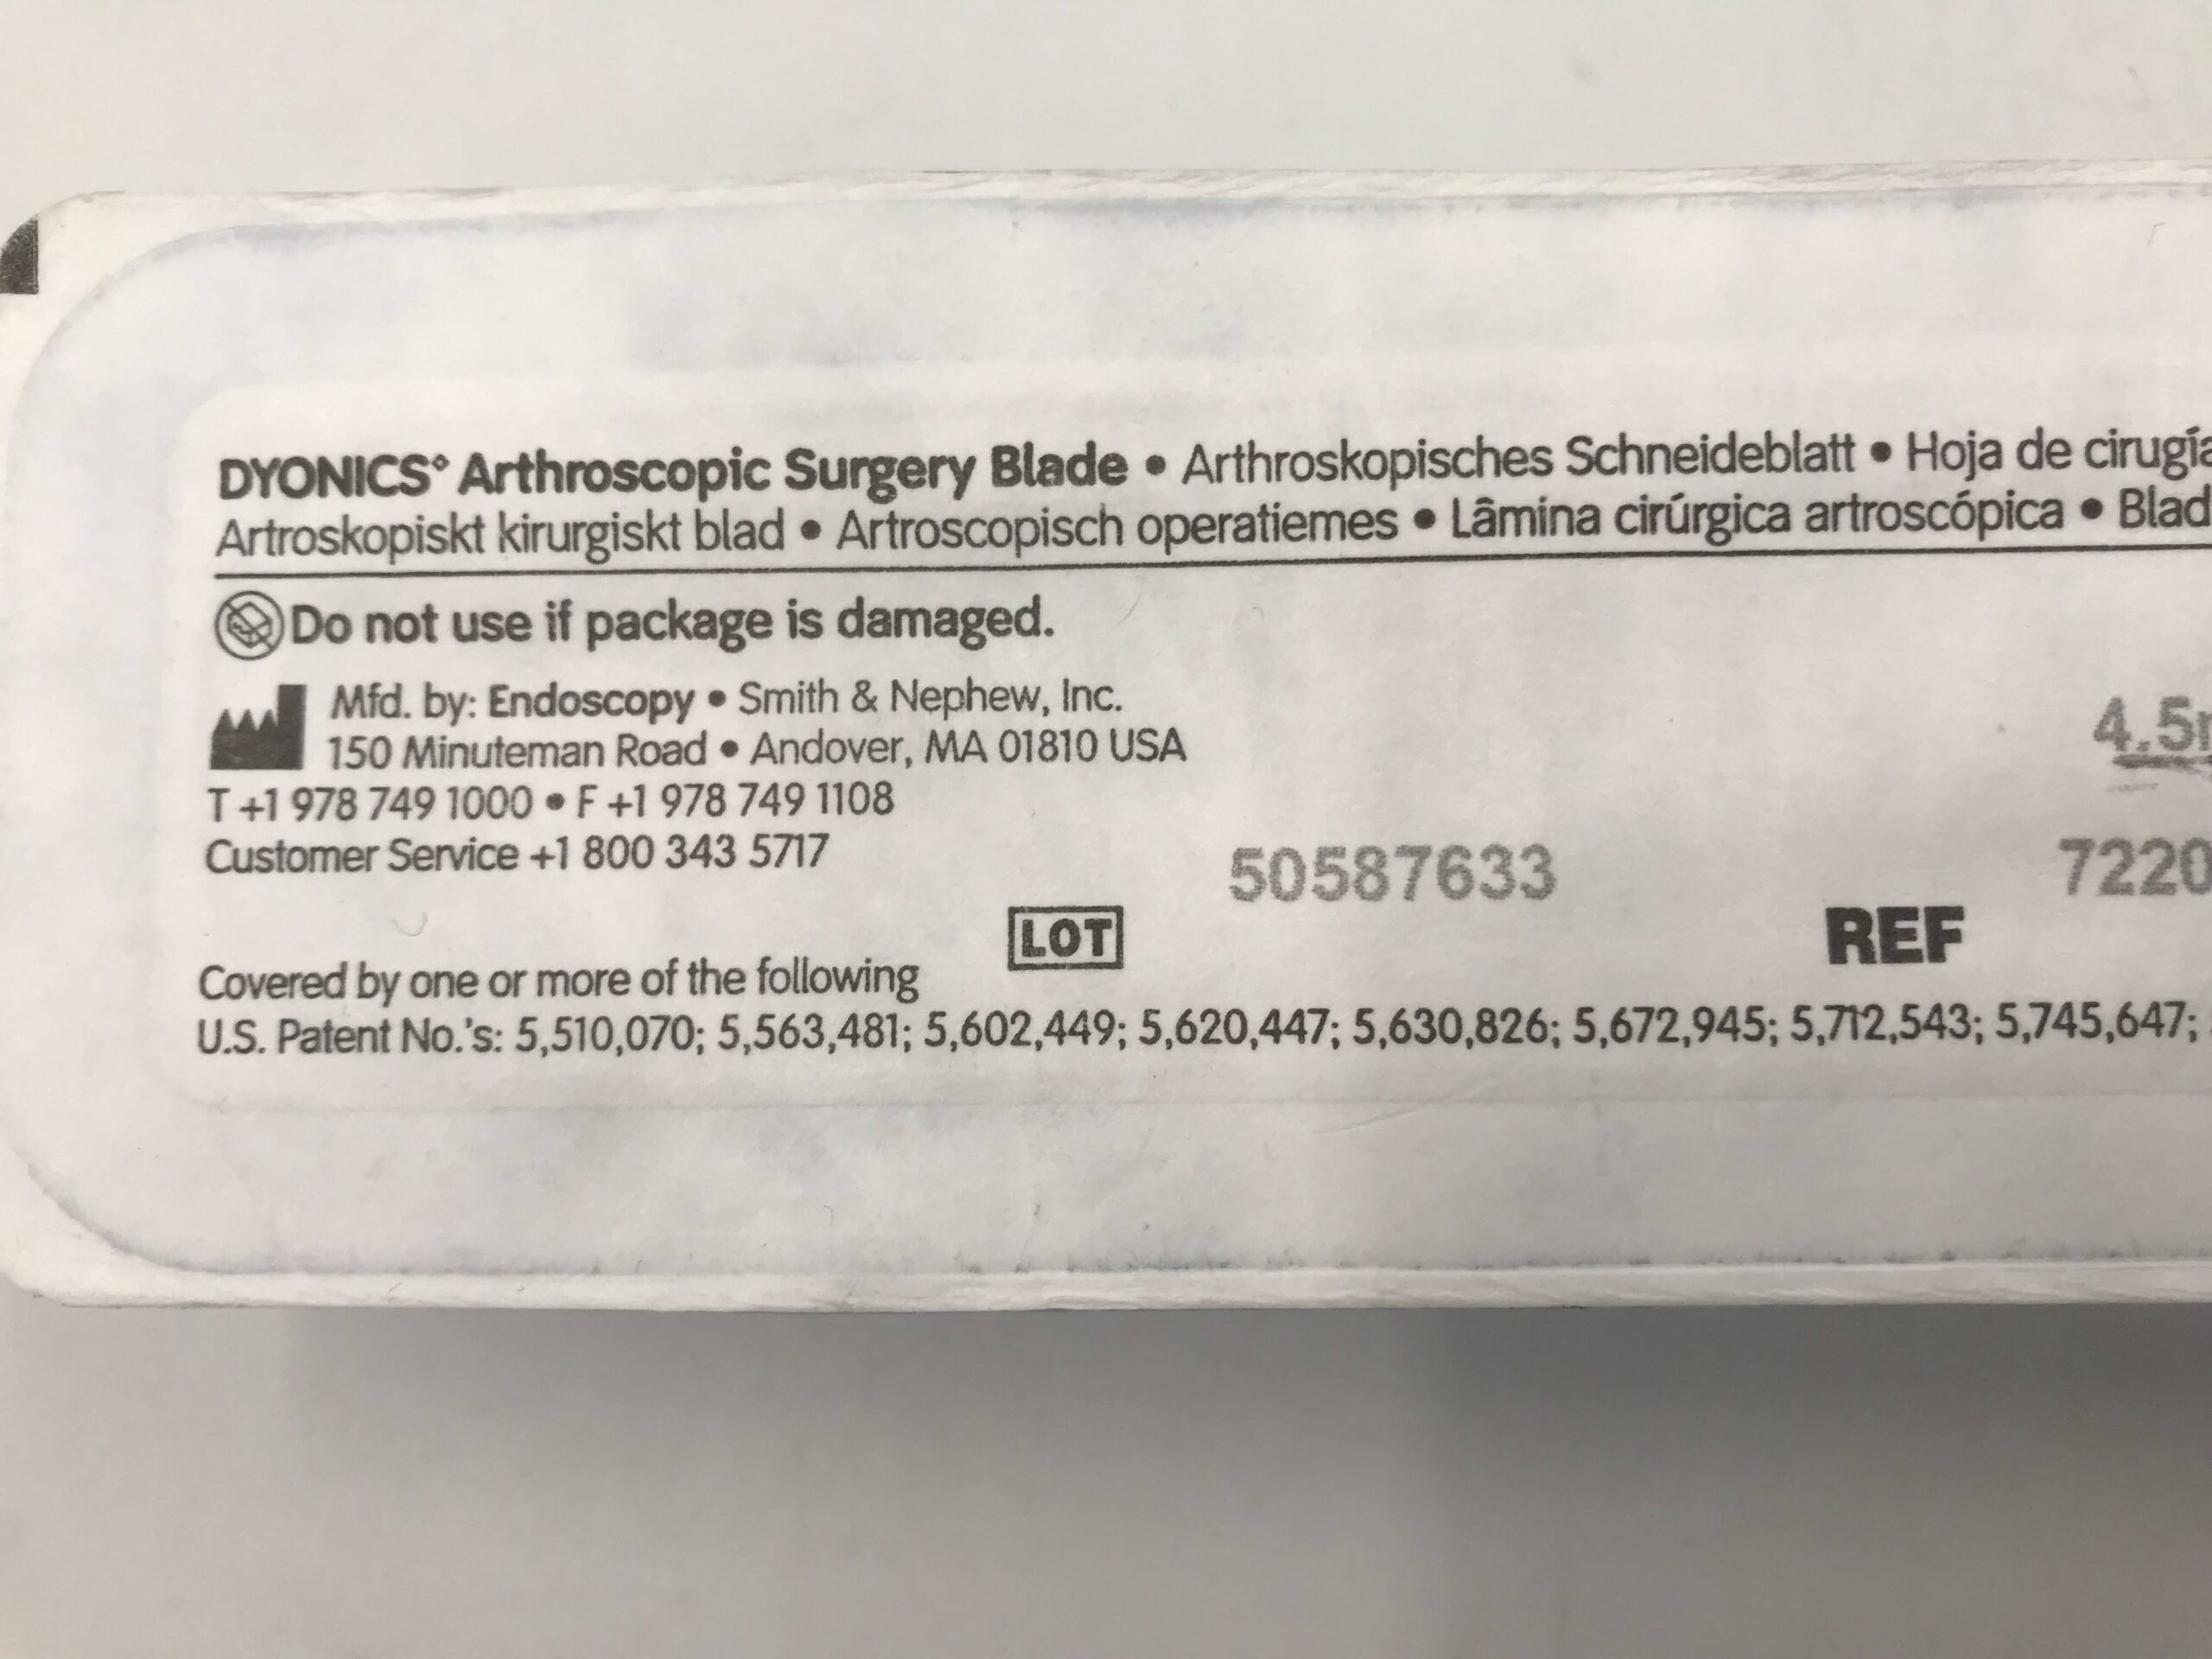 DYONICS° Arthroscopic Surgery Blade • Arthroskopisches Schneideblatt • Hoja de cirugía
Artroskopiskt kirurgiskt blad • Artroscopisch operatiemes • Lâmina cirúrgica artroscópica • Blad
Do not use if package is damaged.
Mfd. by: Endoscopy • Smith & Nephew, Inc.
150 Minuteman Road • Andover, MA 01810 USA
4.5
T +1 978 749 1000 • F +1 978 749 1108
Customer Service +1 800 343 5717
50587633
7220
LOT
REF
Covered by one or more of the following
U.S. Patent No.'s: 5,510,070; 5,563,481; 5,602,449; 5,620,447; 5,630,826; 5,672,945; 5,712,543; 5,745,647;